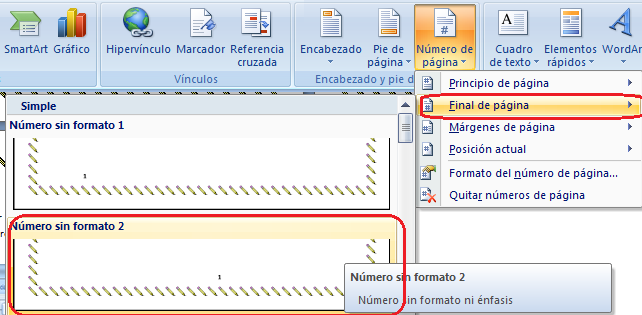 SmartArt Gráfico
Hipervínculo Marcador Referencia
cruzada
Encabezado Pie de
página
Número de
página
Cuadro
de texto
Elementos
rápidos
WordArt
Vínculos
Encabezado y pie d
Principio de página
Final de página
Márgenes de página
Posición actual
Formato del número de página...
Quitar números de página
Simple
Número sin formato 1
1
Número sin formato 2
1
Número sin formato 2
Número sin formato ni énfasis